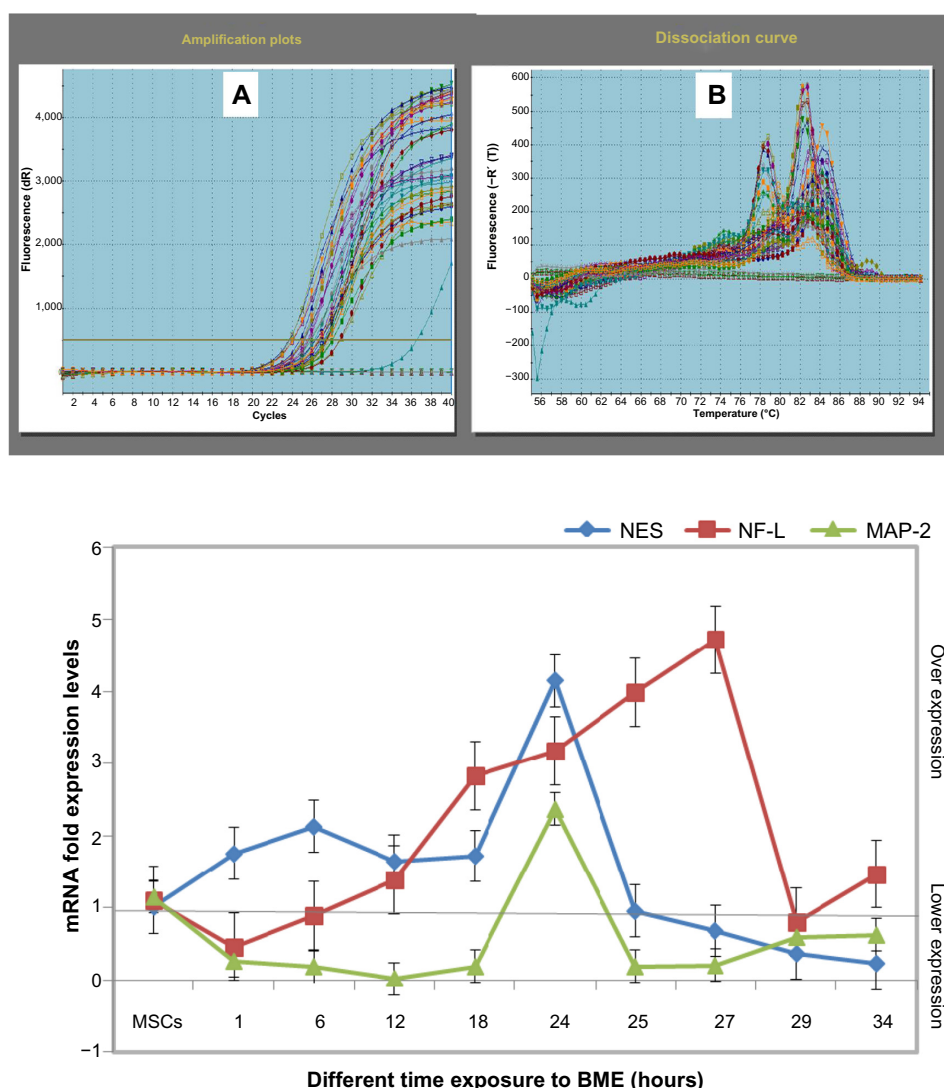 Amplification plots
A
Fluorescence (dR)
4,000
3,000
2,000
1,000
2 4 6 8 10 12 14 16 18 20 22 24 26 28 30 32 34 36 38 40
Cycles
Dissociation curve
B
Fluorescence (−R′ (T))
600
500
400
300
200
100
0
−100
−200
−300
56 58 60 62 64 66 68 70 72 74 76 78 80 82 84 86 88 90 92 94
Temperature (°C)
NES NF-L MAP-2
mRNA fold expression levels
6
5
4
3
2
1
0
−1
Over expression
Lower expression
MSCs 1 6 12 18 24 25 27 29 34
Different time exposure to BME (hours)